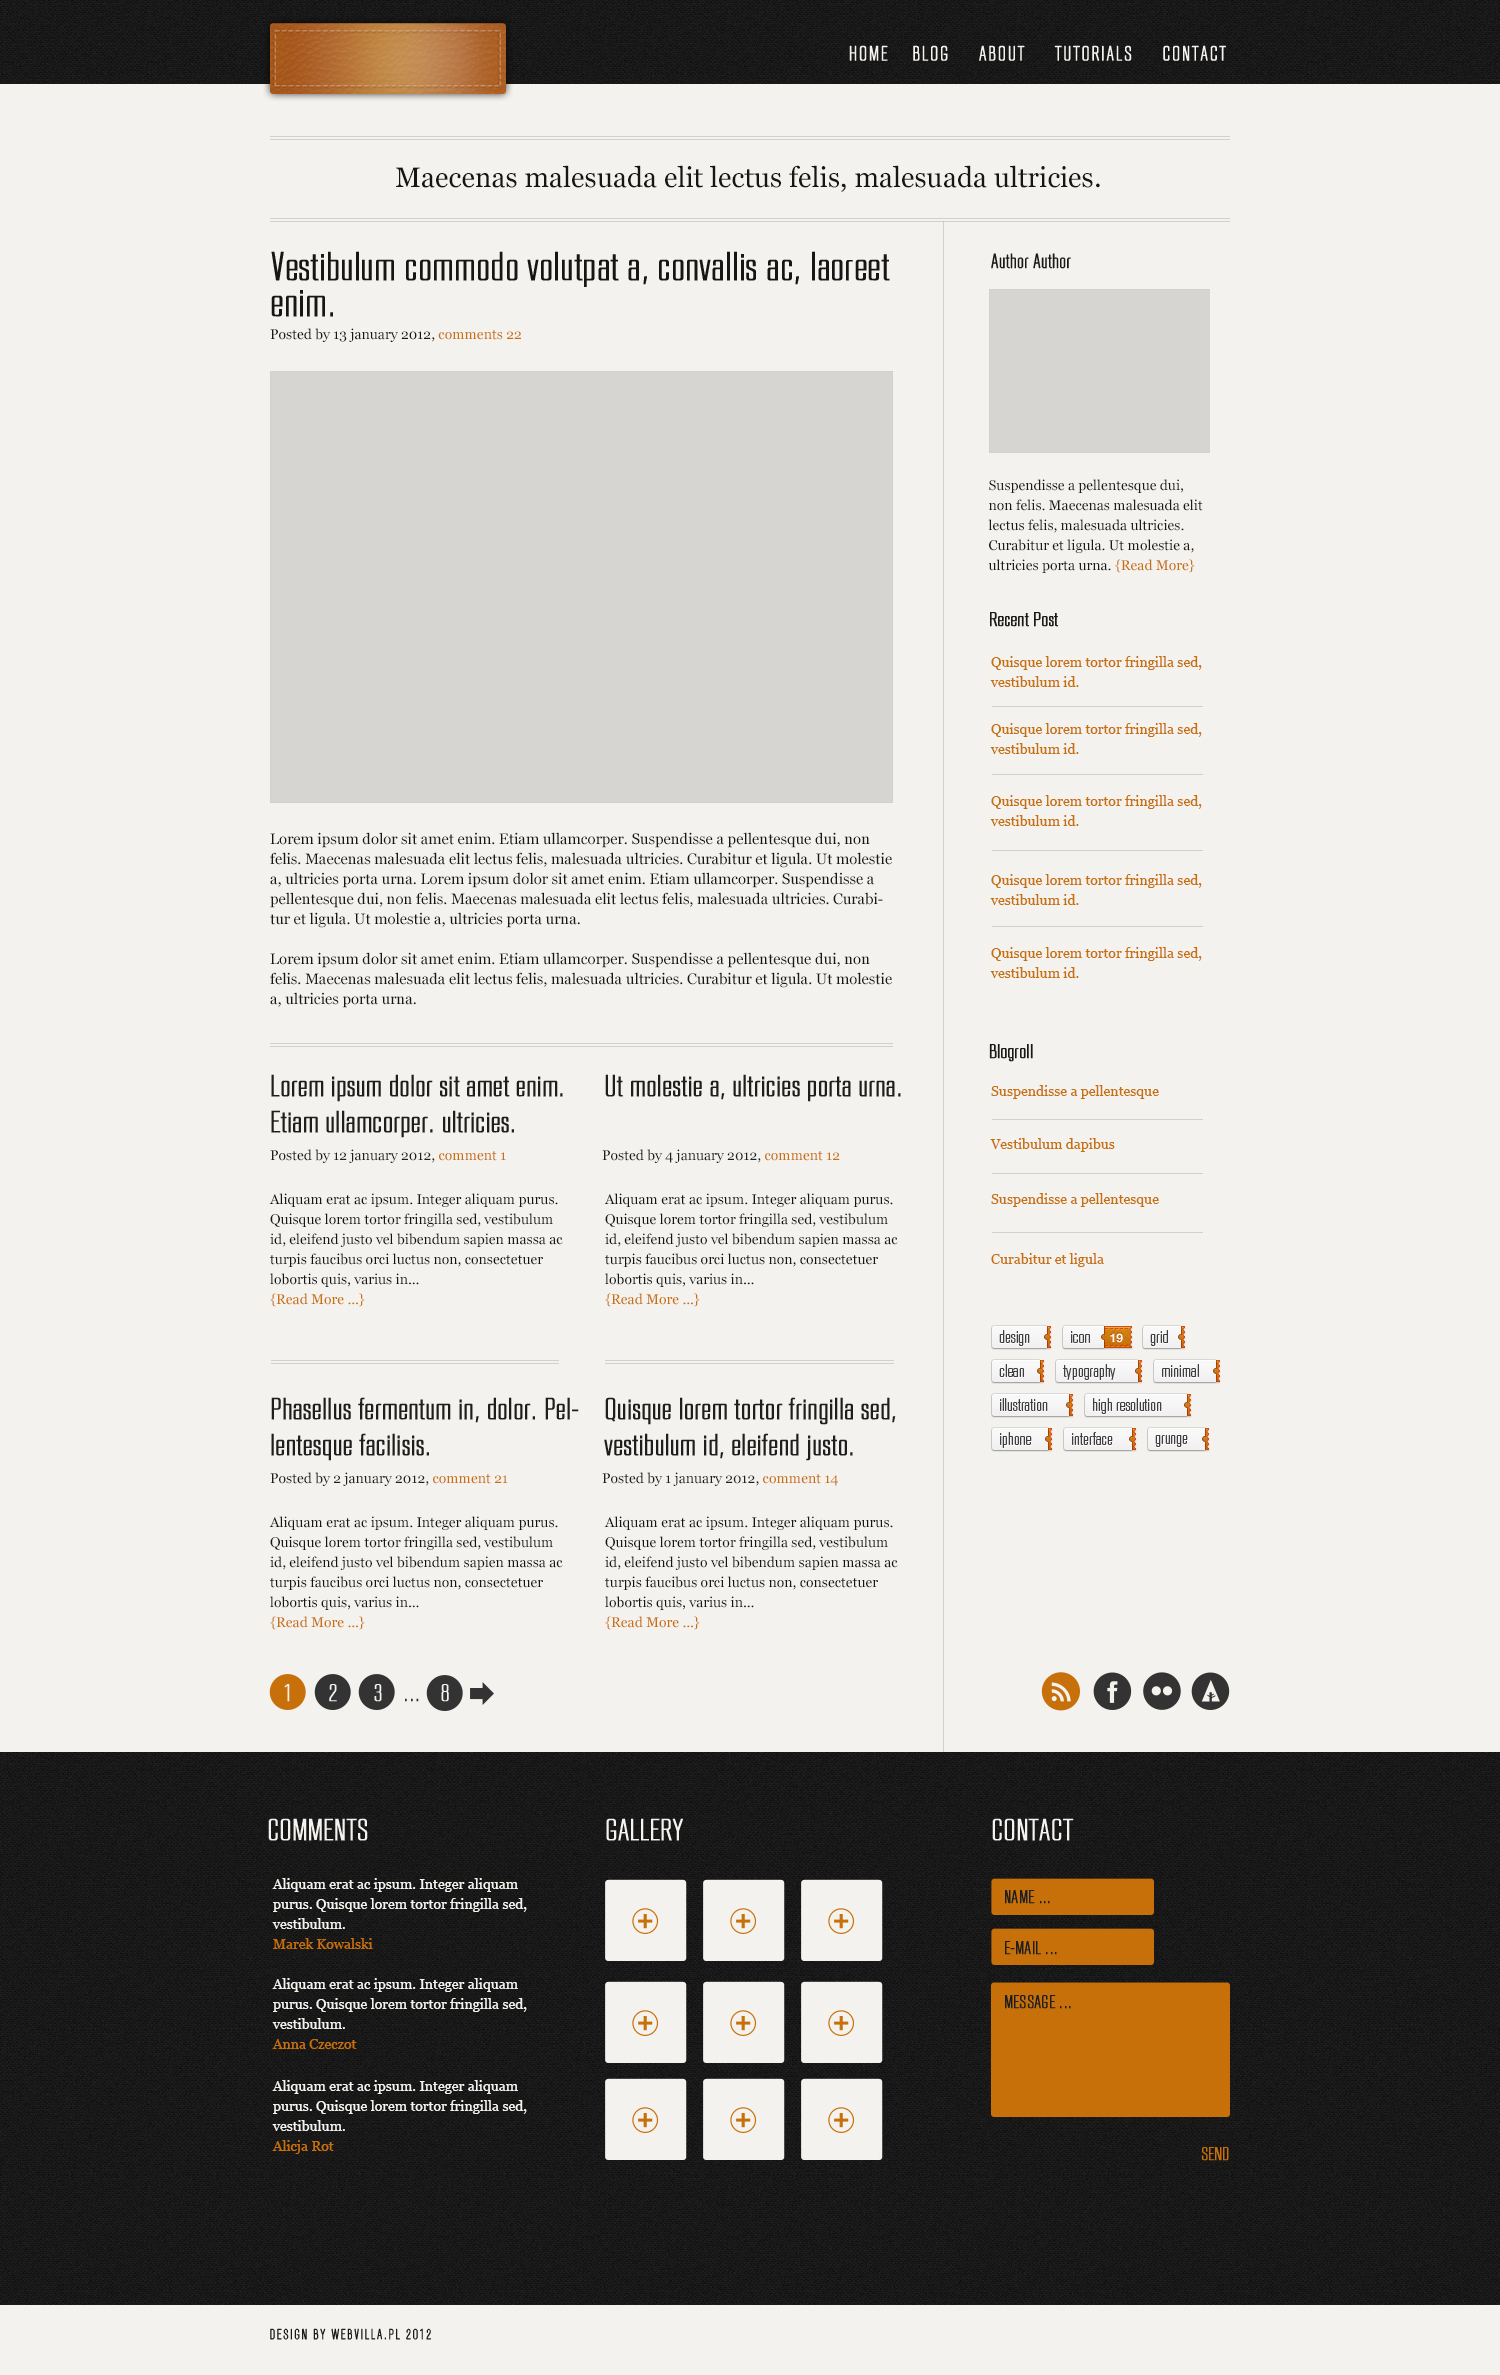 HOME BLOG ABOUT TUTORIALS CONTACT
Maecenas malesuada elit lectus felis, malesuada ultricies.
Vestibulum commodo volutpat a, convallis ac, laoreet
enim.
Posted by 13 january 2012, comments 22
Lorem ipsum dolor sit amet enim. Etiam ullamcorper. Suspendisse a pellentesque dui, non
felis. Maecenas malesuada elit lectus felis, malesuada ultricies. Curabitur et ligula. Ut molestie
a, ultricies porta urna. Lorem ipsum dolor sit amet enim. Etiam ullamcorper. Suspendisse a
pellentesque dui, non felis. Maecenas malesuada elit lectus felis, malesuada ultricies. Curabi-
tur et ligula. Ut molestie a, ultricies porta urna.
Lorem ipsum dolor sit amet enim. Etiam ullamcorper. Suspendisse a pellentesque dui, non
felis. Maecenas malesuada elit lectus felis, malesuada ultricies. Curabitur et ligula. Ut molestie
a, ultricies porta urna.
Lorem ipsum dolor sit amet enim.
Etiam ullamcorper. ultricies.
Posted by 12 january 2012, comment 1
Aliquam erat ac ipsum. Integer aliquam purus.
Quisque lorem tortor fringilla sed, vestibulum
id, eleifend justo vel bibendum sapien massa ac
turpis faucibus orci luctus non, consectetuer
lobortis quis, varius in...
{Read More ...}
Ut molestie a, ultricies porta urna.
Posted by 4 january 2012, comment 12
Aliquam erat ac ipsum. Integer aliquam purus.
Quisque lorem tortor fringilla sed, vestibulum
id, eleifend justo vel bibendum sapien massa ac
turpis faucibus orci luctus non, consectetuer
lobortis quis, varius in...
{Read More ...}
Phasellus fermentum in, dolor. Pel-
lentesque facilisis.
Posted by 2 january 2012, comment 21
Aliquam erat ac ipsum. Integer aliquam purus.
Quisque lorem tortor fringilla sed, vestibulum
id, eleifend justo vel bibendum sapien massa ac
turpis faucibus orci luctus non, consectetuer
lobortis quis, varius in...
{Read More ...}
Quisque lorem tortor fringilla sed,
vestibulum id, eleifend justo.
Posted by 1 january 2012, comment 14
Aliquam erat ac ipsum. Integer aliquam purus.
Quisque lorem tortor fringilla sed, vestibulum
id, eleifend justo vel bibendum sapien massa ac
turpis faucibus orci luctus non, consectetuer
lobortis quis, varius in...
{Read More ...}
1 2 3 ... 8
Author Author
Suspendisse a pellentesque dui,
non felis. Maecenas malesuada elit
lectus felis, malesuada ultricies.
Curabitur et ligula. Ut molestie a,
ultricies porta urna. {Read More}
Recent Post
Quisque lorem tortor fringilla sed,
vestibulum id.
Quisque lorem tortor fringilla sed,
vestibulum id.
Quisque lorem tortor fringilla sed,
vestibulum id.
Quisque lorem tortor fringilla sed,
vestibulum id.
Quisque lorem tortor fringilla sed,
vestibulum id.
Blogroll
Suspendisse a pellentesque
Vestibulum dapibus
Suspendisse a pellentesque
Curabitur et ligula
design icon 19 grid
clean typography minimal
illustration high resolution
iphone interface grunge
f
COMMENTS
Aliquam erat ac ipsum. Integer aliquam
purus. Quisque lorem tortor fringilla sed,
vestibulum.
Marek Kowalski
Aliquam erat ac ipsum. Integer aliquam
purus. Quisque lorem tortor fringilla sed,
vestibulum.
Anna Czeczot
Aliquam erat ac ipsum. Integer aliquam
purus. Quisque lorem tortor fringilla sed,
vestibulum.
Alicja Rot
GALLERY
CONTACT
NAME ...
E-MAIL ...
MESSAGE ...
SEND
DESIGN BY WEBVILLA.PL 2012